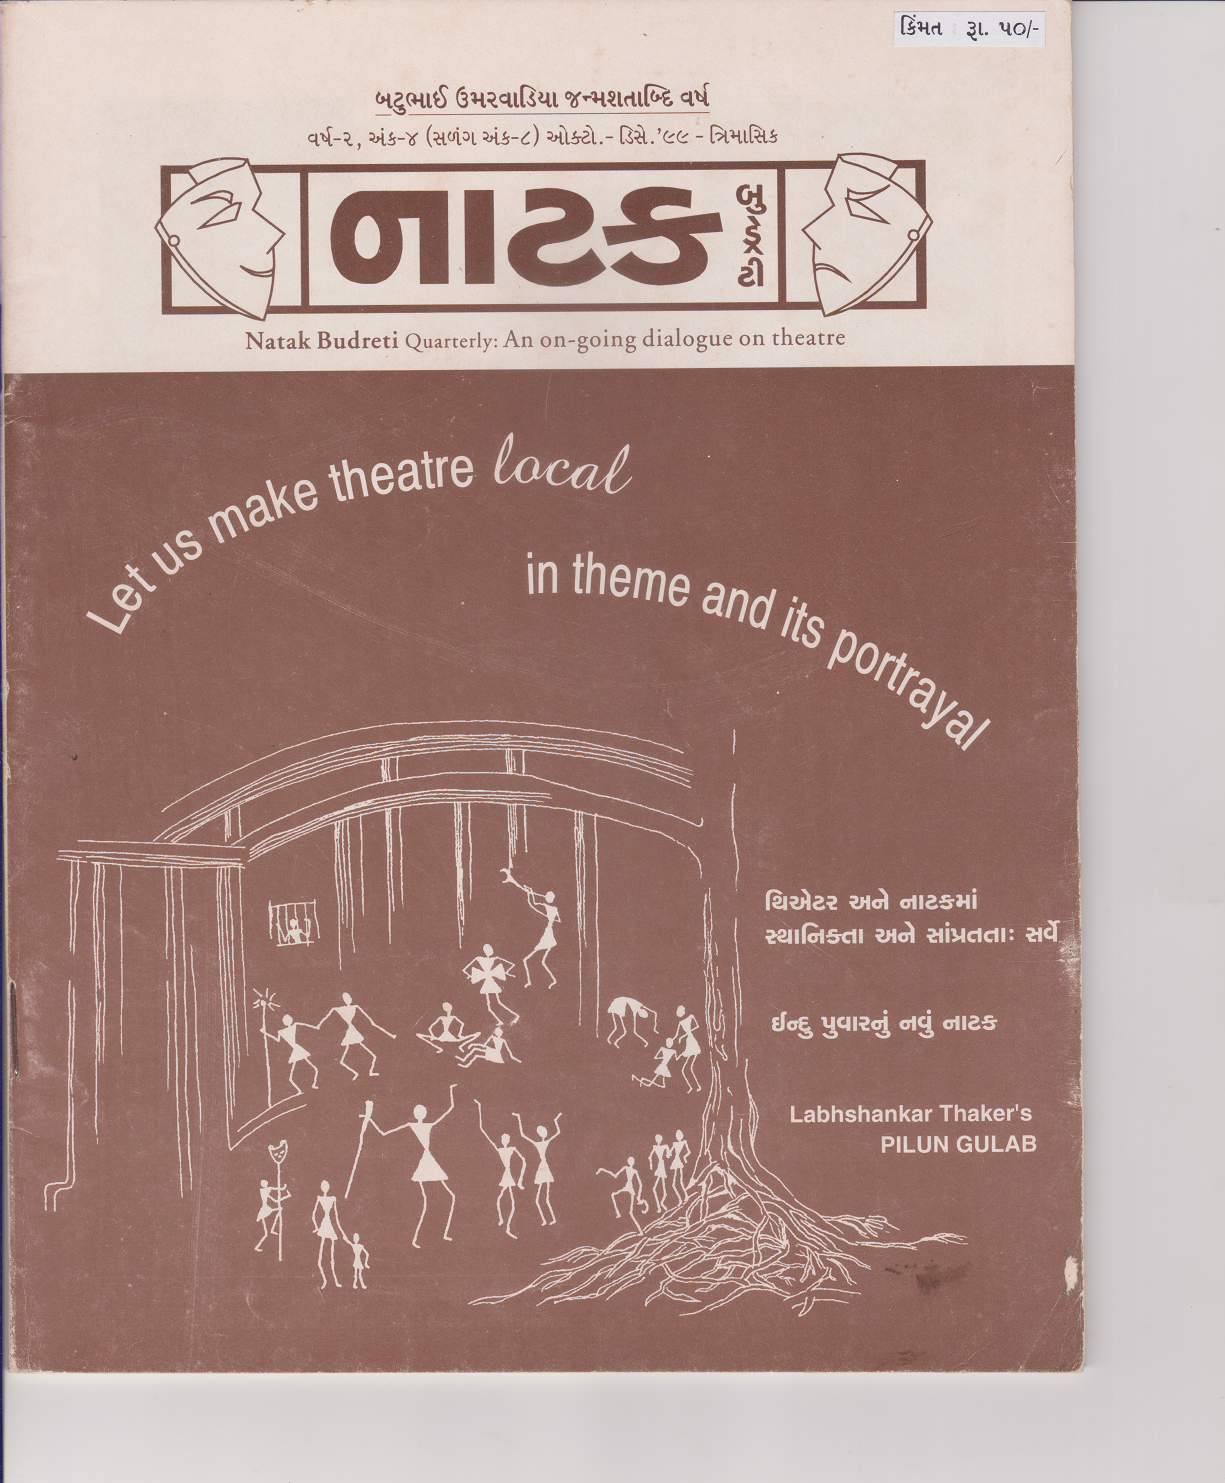 કિંમત રૂા. ૫૦/-
બટુભાઈ ઉમરવાડિયા જન્મશતાબ્દિ વર્ષ
વર્ષ-૨, અંક-૪ (સળંગ અંક-૮) ઓક્ટો.- ડિસે.'૯૯ - ત્રિમાસિક
નાટક બુડ્રેટી
Natak Budreti Quarterly: An on-going dialogue on theatre
Let us make theatre local
in theme and its portrayal
થિએટર અને નાટકમાં
સ્થાનિક્તા અને સાંપ્રતતાઃ સર્વે
ઈન્દુ પુવારનું નવું નાટક
Labhshankar Thaker's
PILUN GULAB